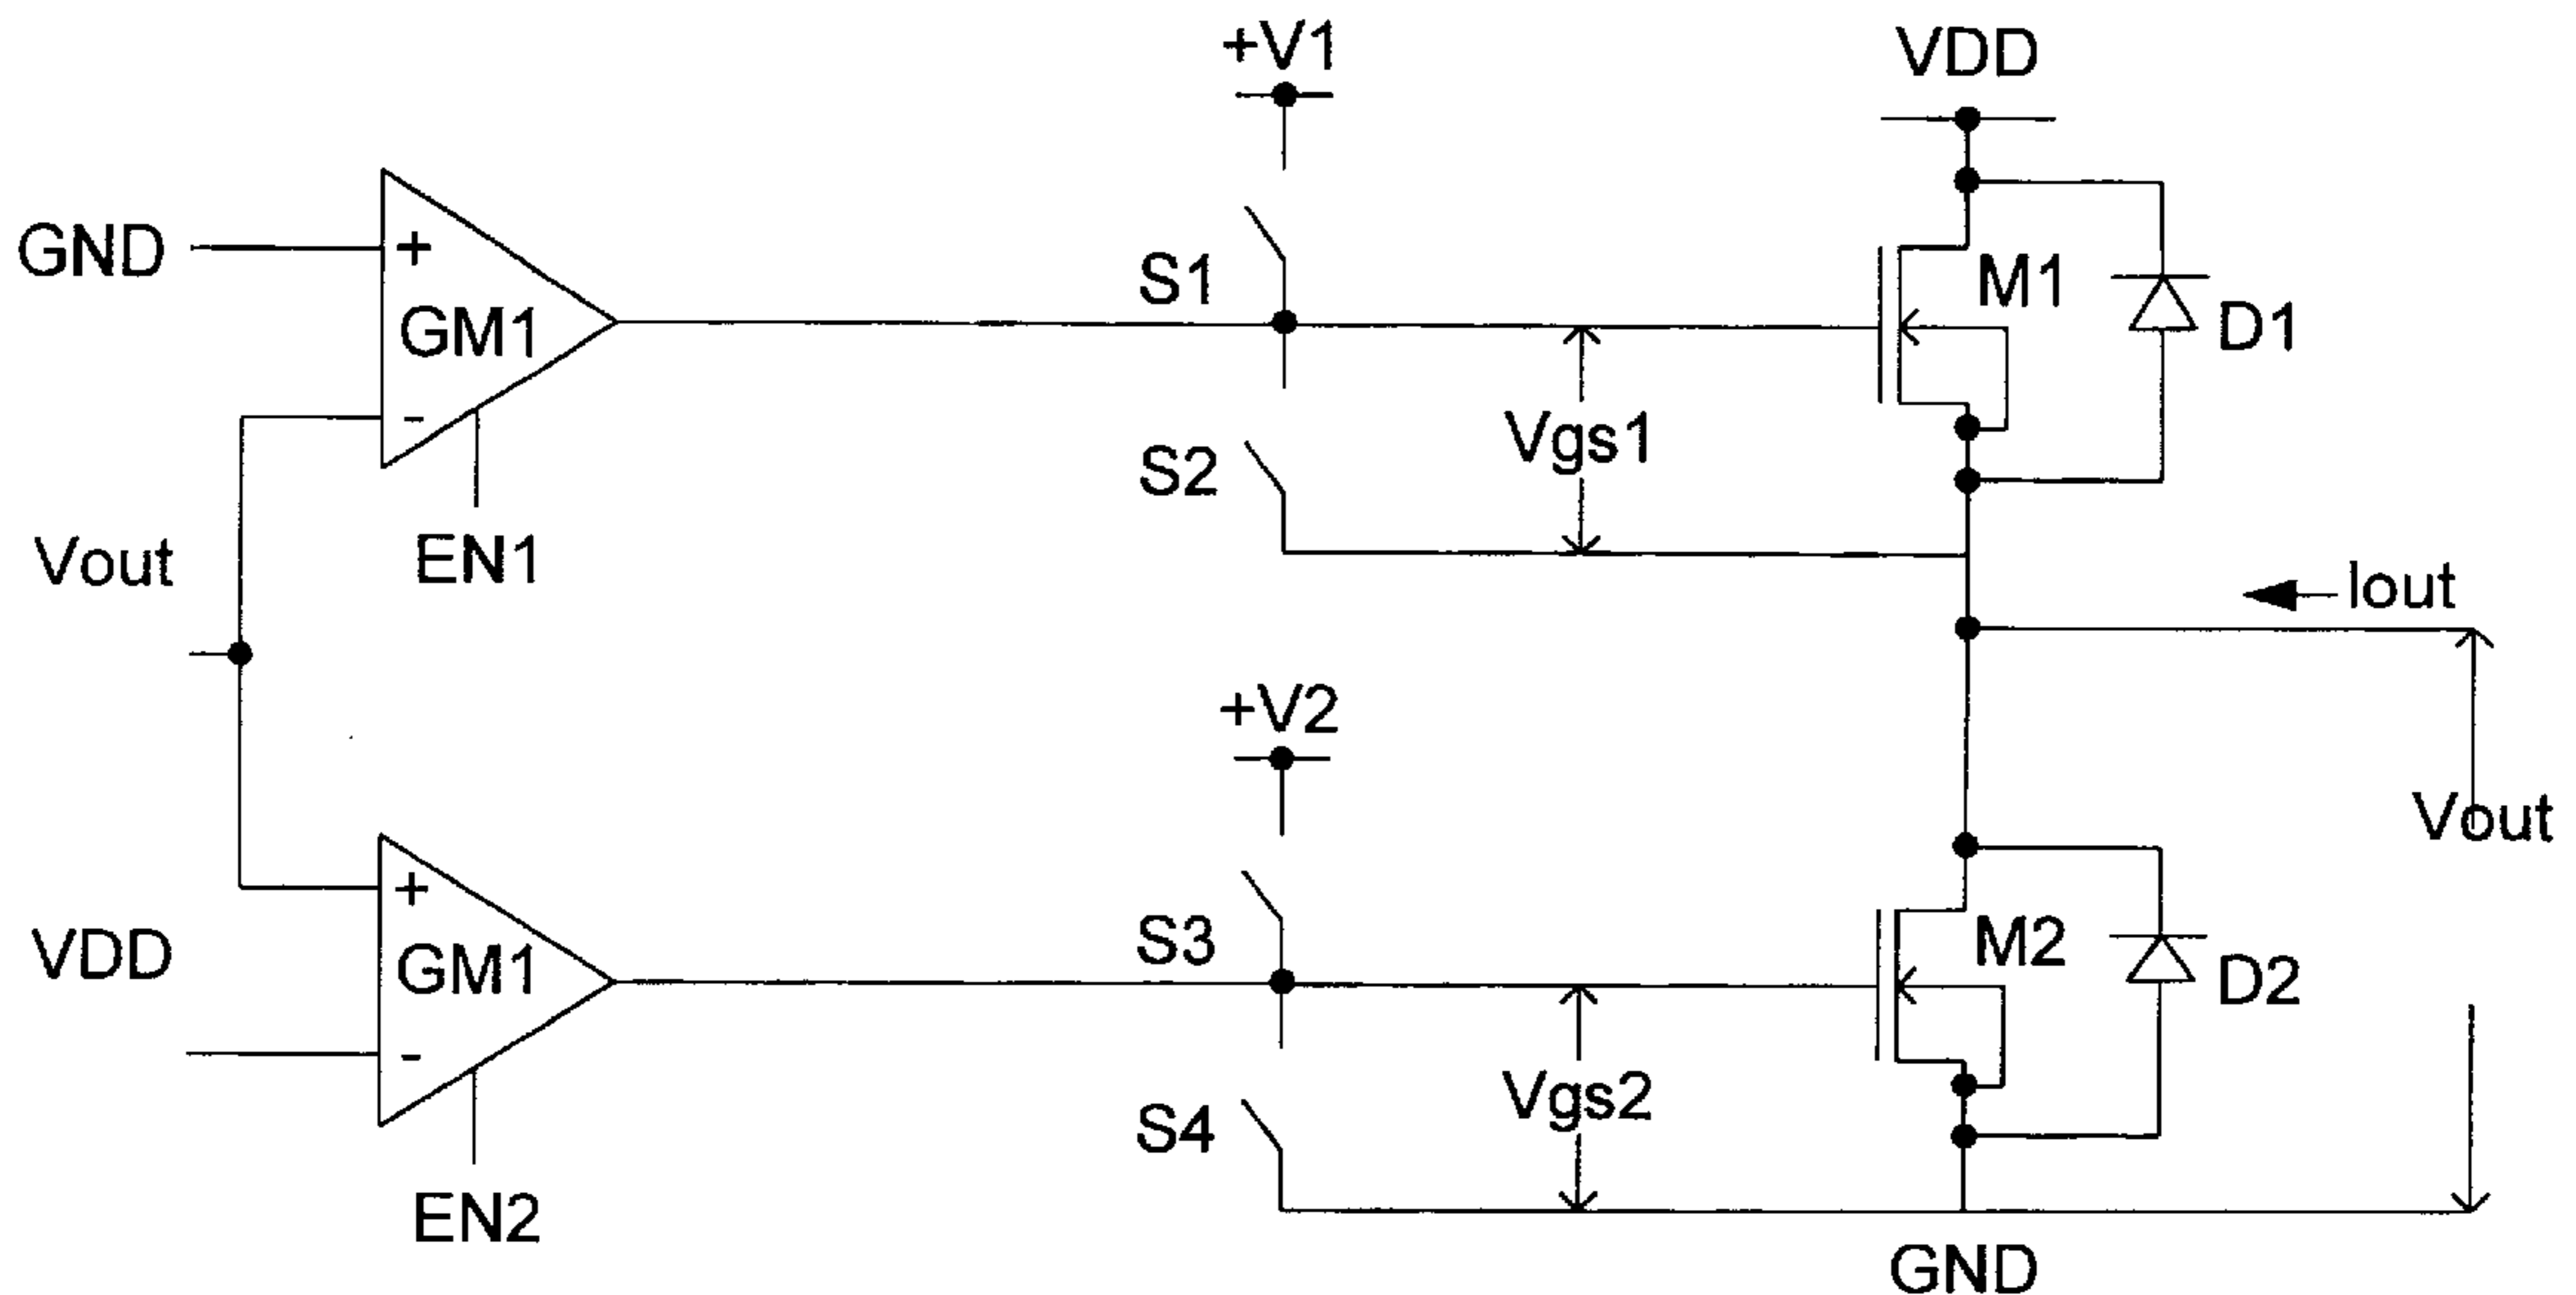 +V1
VDD
GND
+
GM1
-
EN1
S1
S2
Vgs1
M1
D1
Vout
Iout
+V2
Vout
+
GM1
-
VDD
EN2
S3
S4
Vgs2
M2
D2
GND